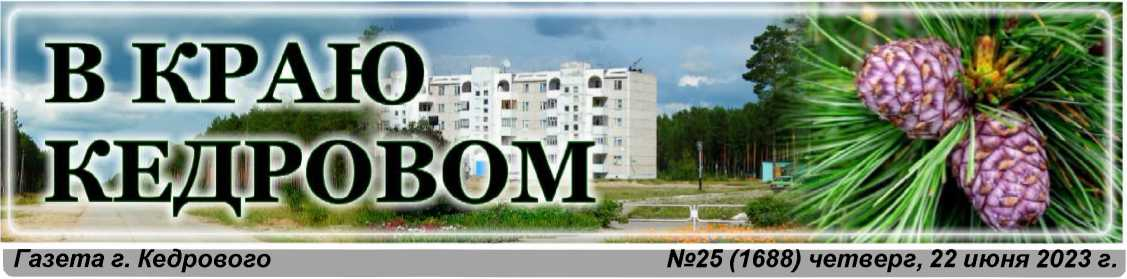 В КРАЮ
КЕДРОВОМ
Газета г. Кедрового №25 (1688) четверг, 22 июня 2023 г.